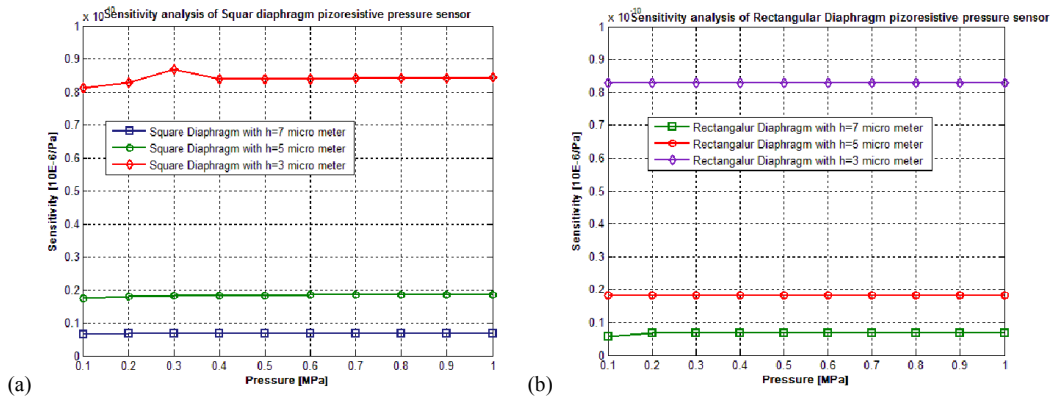 x 10^-10 Sensitivity analysis of Squar diaphragm pizoresistive pressure sensor
1
0.9
0.8
0.7
0.6
0.5
0.4
0.3
0.2
0.1
0
Sensitivity [10E-6/Pa]
Square Diaphragm with h=7 micro meter
Square Diaphragm with h=5 micro meter
Square Diaphragm with h=3 micro meter
0.1 0.2 0.3 0.4 0.5 0.6 0.7 0.8 0.9 1
Pressure [MPa]
(a)
x 10^-10 Sensitivity analysis of Rectangular Diaphragm pizoresistive pressure sensor
1
0.9
0.8
0.7
0.6
0.5
0.4
0.3
0.2
0.1
0
Sensitivity [10E-6/Pa]
Rectangalur Diaphragm with h=7 micro meter
Rectangalur Diaphragm with h=5 micro meter
Rectangalur Diaphragm with h=3 micro meter
0.1 0.2 0.3 0.4 0.5 0.6 0.7 0.8 0.9 1
Pressure [MPa]
(b)